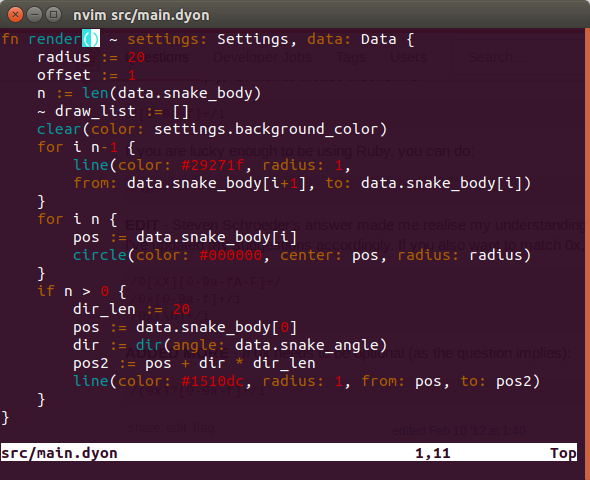 nvim src/main.dyon
fn render() ~ settings: Settings, data: Data {
    radius := 20
    offset := 1
    n := len(data.snake_body)
    ~ draw_list := []
    clear(color: settings.background_color)
    for i n-1 {
        line(color: #29271f, radius: 1,
        from: data.snake_body[i+1], to: data.snake_body[i])
    }
    for i n {
        pos := data.snake_body[i]
        circle(color: #000000, center: pos, radius: radius)
    }
    if n > 0 {
        dir_len := 20
        pos := data.snake_body[0]
        dir := dir(angle: data.snake_angle)
        pos2 := pos + dir * dir_len
        line(color: #1510dc, radius: 1, from: pos, to: pos2)
    }
}
src/main.dyon 1,11 Top